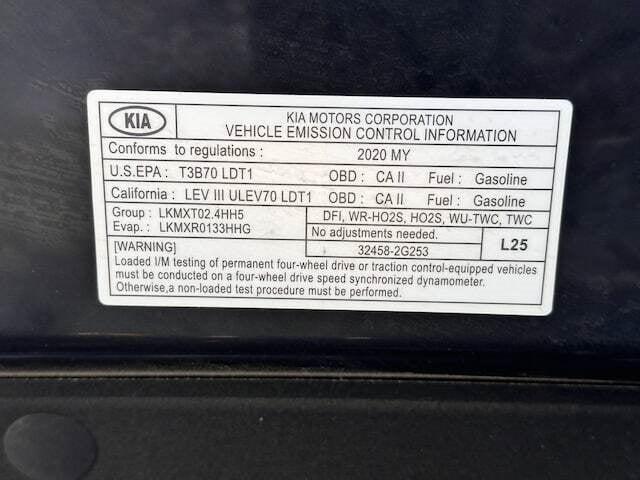 KIA
KIA MOTORS CORPORATION
VEHICLE EMISSION CONTROL INFORMATION
Conforms to regulations : 2020 MY
U.S.EPA : T3B70 LDT1 OBD : CA II Fuel : Gasoline
California : LEV III ULEV70 LDT1 OBD : CA II Fuel : Gasoline
Group : LKMXT02.4HH5 DFI, WR-HO2S, HO2S, WU-TWC, TWC
Evap. : LKMXR0133HHG No adjustments needed. L25
32458-2G253
[WARNING]
Loaded I/M testing of permanent four-wheel drive or traction control-equipped vehicles
must be conducted on a four-wheel drive speed synchronized dynamometer.
Otherwise,a non-loaded test procedure must be performed.